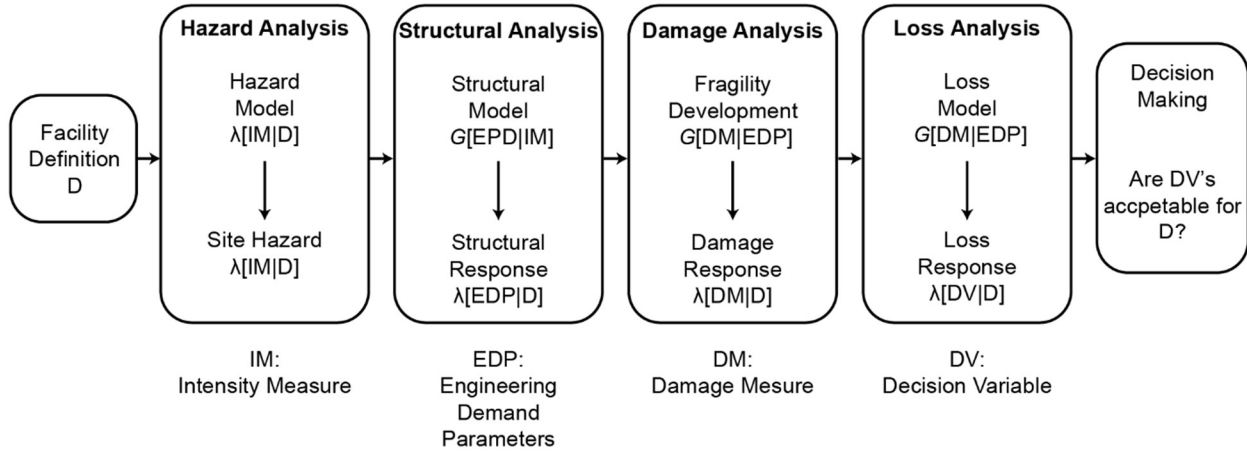 Facility
Definition
D
Hazard Analysis
Hazard
Model
λ[IM|D]
Site Hazard
λ[IM|D]
IM:
Intensity Measure
Structural Analysis
Structural
Model
G[EPD|IM]
Structural
Response
λ[EDP|D]
EDP:
Engineering
Demand
Parameters
Damage Analysis
Fragility
Development
G[DM|EDP]
Damage
Response
λ[DM|D]
DM:
Damage Mesure
Loss Analysis
Loss
Model
G[DM|EDP]
Loss
Response
λ[DV|D]
DV:
Decision Variable
Decision
Making
Are DV's
accpetable for
D?